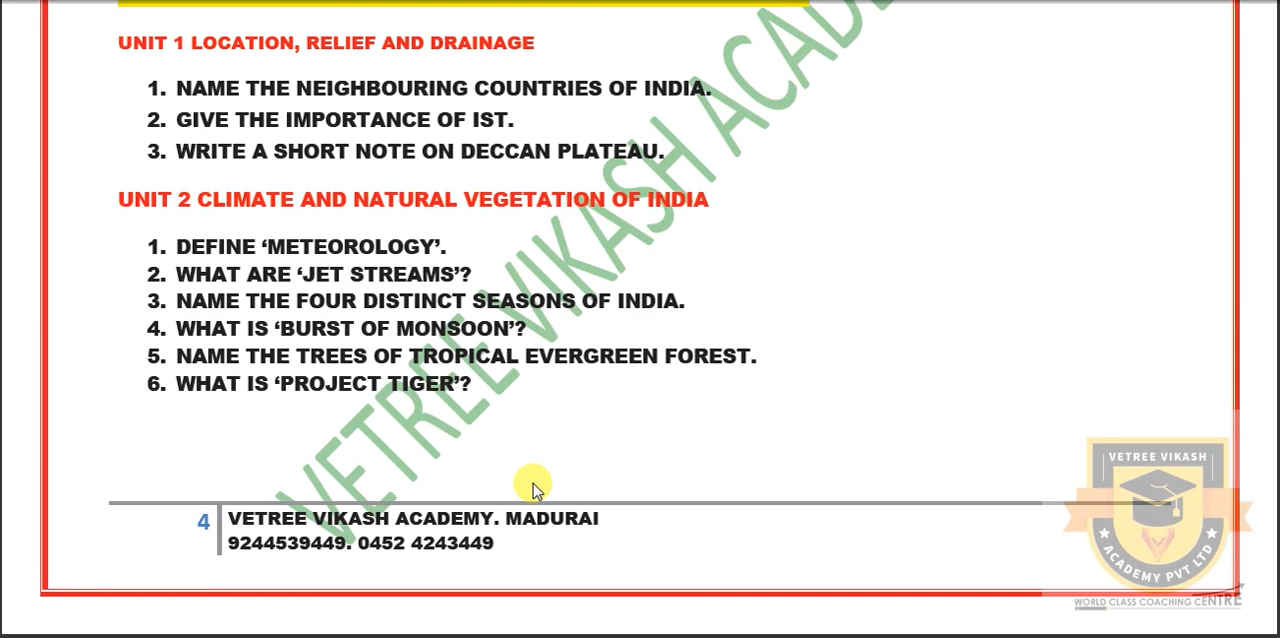 UNIT 1 LOCATION, RELIEF AND DRAINAGE
1. NAME THE NEIGHBOURING COUNTRIES OF INDIA.
2. GIVE THE IMPORTANCE OF IST.
3. WRITE A SHORT NOTE ON DECCAN PLATEAU.
UNIT 2 CLIMATE AND NATURAL VEGETATION OF INDIA
1. DEFINE ‘METEOROLOGY’.
2. WHAT ARE ‘JET STREAMS’?
3. NAME THE FOUR DISTINCT SEASONS OF INDIA.
4. WHAT IS ‘BURST OF MONSOON’?
5. NAME THE TREES OF TROPICAL EVERGREEN FOREST.
6. WHAT IS ‘PROJECT TIGER’?
VETREE VIKASH ACADE
4 VETREE VIKASH ACADEMY. MADURAI
9244539449. 0452 4243449
VETREE VIKASH
ACADEMY PVT LTD
WORLD CLASS COACHING CENTRE